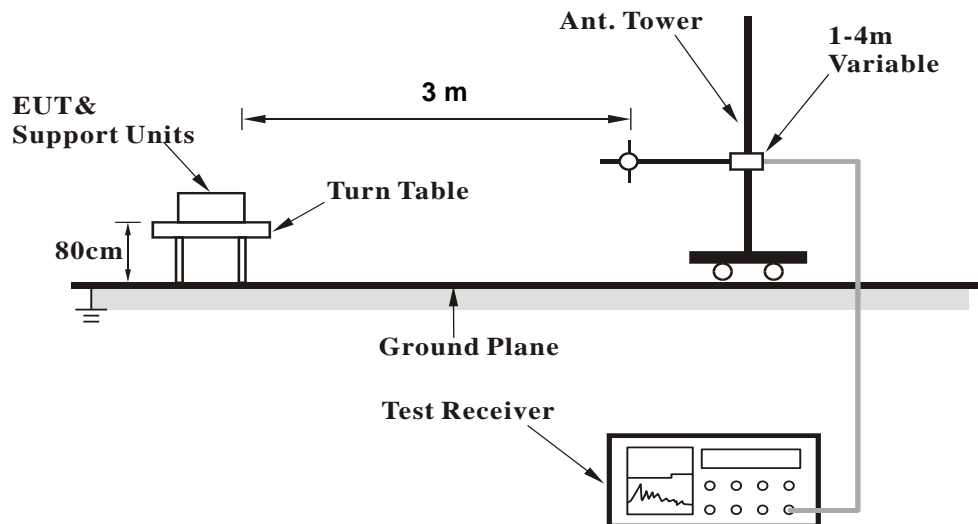 Ant. Tower
1-4m
Variable
3 m
EUT&
Support Units
Turn Table
80cm
Ground Plane
Test Receiver